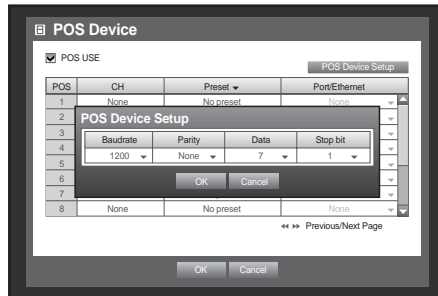 POS Device
POS USE
POS Device Setup
POS CH Preset Port/Ethernet
1 None No preset None
2
POS Device Setup
3
Baudrate Parity Data Stop bit
4
1200 None 7 1
5
6
OK Cancel
7
8 None No preset None
Previous/Next Page
OK Cancel